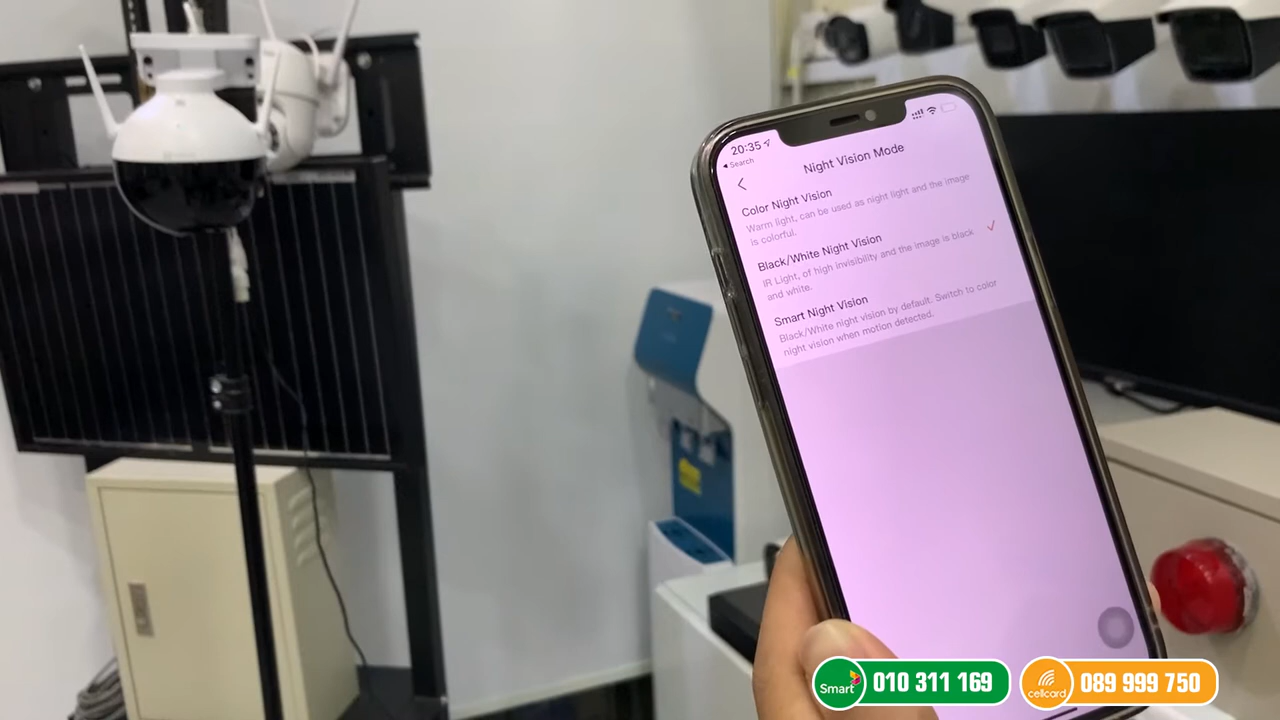 20:35
Search
Night Vision Mode
Color Night Vision
Warm light, can be used as night light and the image
is colorful.
Black/White Night Vision
IR Light, of high invisibility and the image is black
and white.
Smart Night Vision
Black/White night vision by default. Switch to color
night vision when motion detected.
Smart 010 311 169
cellcard 089 999 750